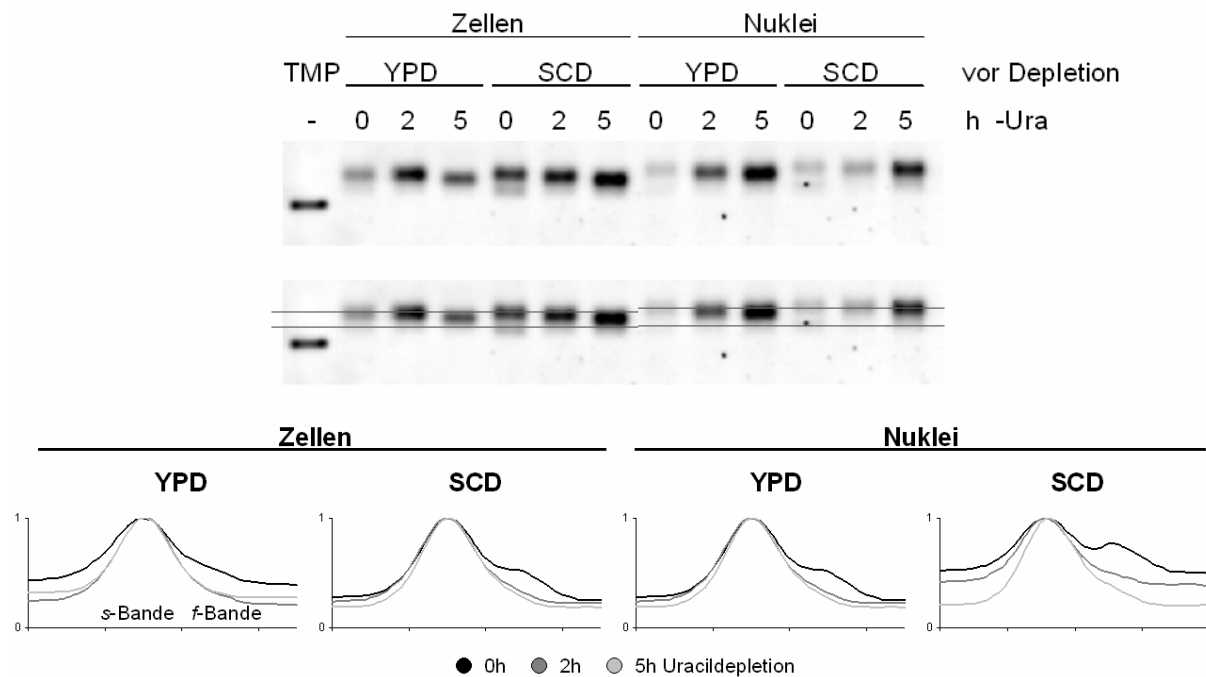 Zellen Nuklei
TMP YPD SCD YPD SCD vor Depletion
- 0 2 5 0 2 5 0 2 5 0 2 5 h -Ura
Zellen Nuklei
YPD SCD YPD SCD
1 1 1 1
s-Bande f-Bande
0 0 0 0
0h 2h 5h Uracildepletion